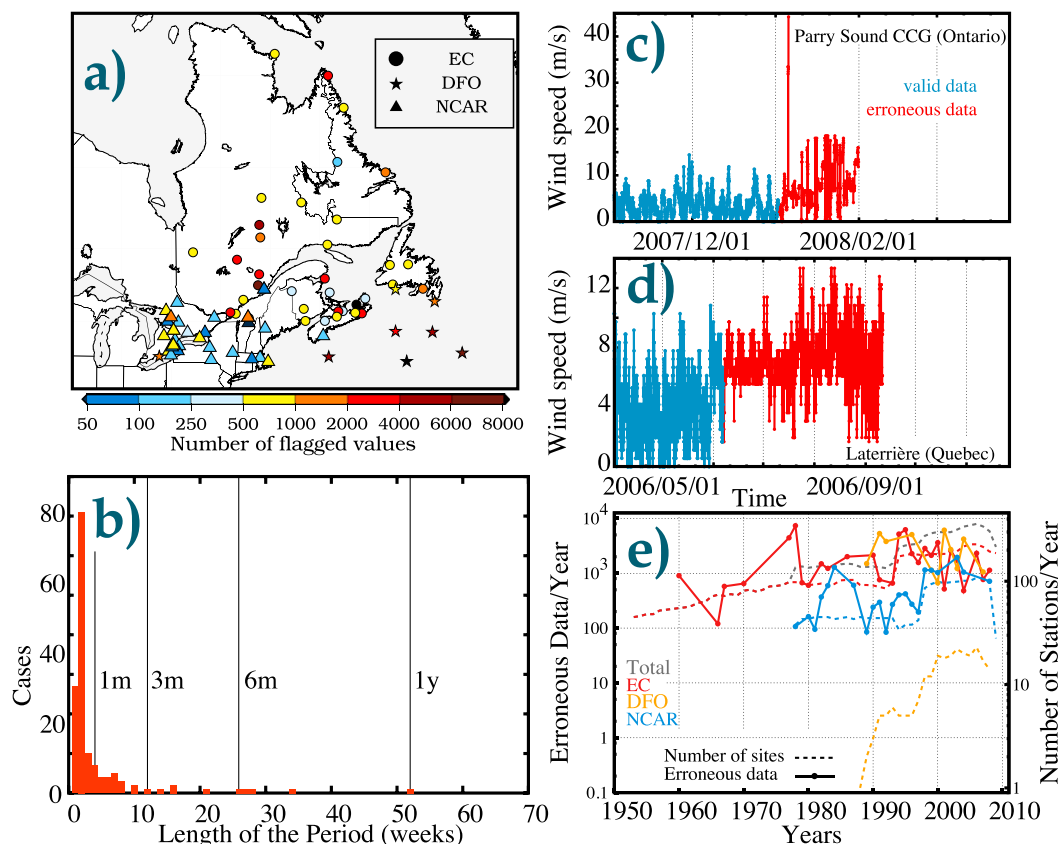 a)
EC
DFO
NCAR
50 100 250 500 1000 2000 4000 6000 8000
Number of flagged values
b)
Cases
80
60
40
20
0
1m 3m 6m 1y
0 10 20 30 40 50 60 70
Length of the Period (weeks)
c)
Parry Sound CCG (Ontario)
valid data
erroneous data
Wind speed (m/s)
40
30
20
10
0
2007/12/01 2008/02/01
d)
Wind speed (m/s)
12
8
4
0
Laterrière (Quebec)
2006/05/01 2006/09/01
Time
e)
Erroneous Data/Year
10^4
10^3
100
10
1
0.1
Total
EC
DFO
NCAR
Number of sites
Erroneous data
Number of Stations/Year
100
10
1
1950 1960 1970 1980 1990 2000 2010
Years